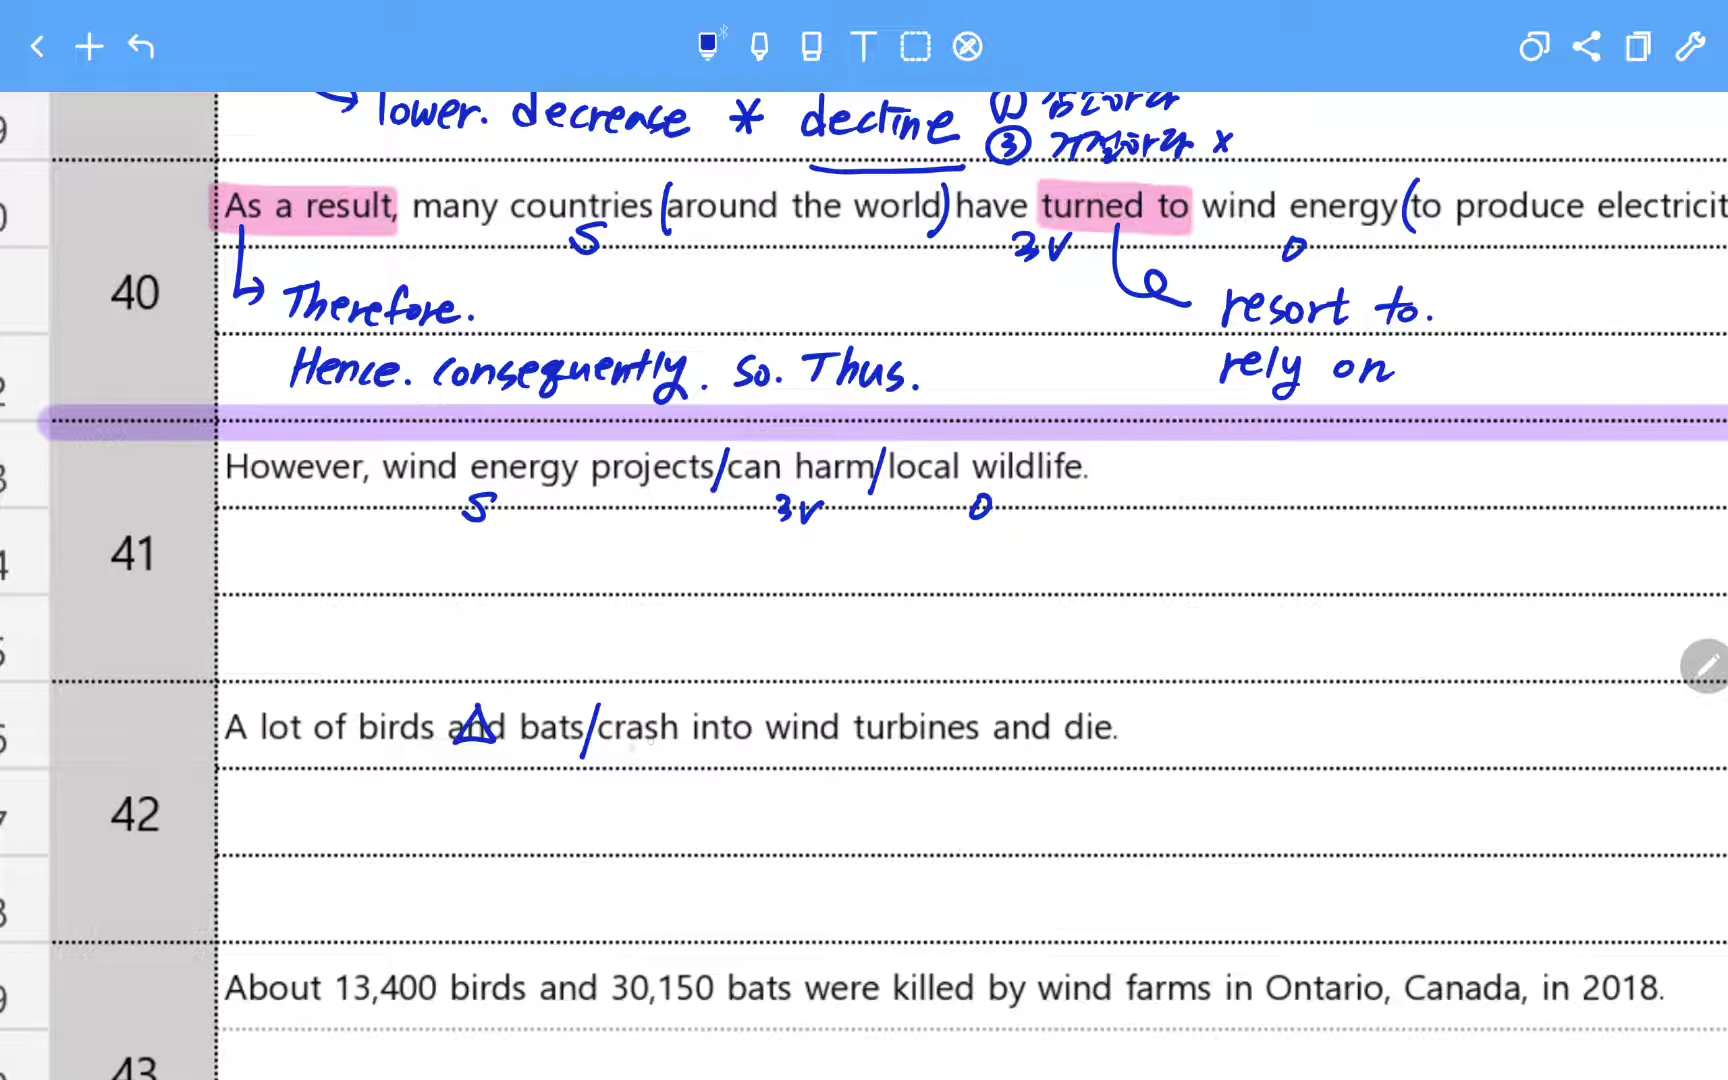 lower. decrease * decline ①
③ x
As a result, many countries (around the world) have turned to wind energy (to produce electricit
S 3V O
40
Therefore. resort to.
Hence. consequently. so. Thus. rely on
However, wind energy projects/can harm/local wildlife.
S 3V O
41
A lot of birds and bats/crash into wind turbines and die.
42
About 13,400 birds and 30,150 bats were killed by wind farms in Ontario, Canada, in 2018.
43